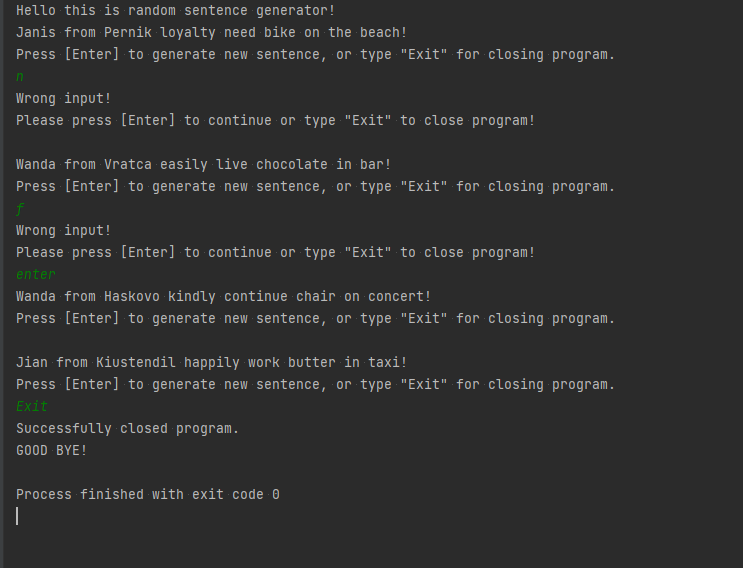 Hello this is random sentence generator!
Janis from Pernik loyalty need bike on the beach!
Press [Enter] to generate new sentence, or type "Exit" for closing program.
n
Wrong input!
Please press [Enter] to continue or type "Exit" to close program!
Wanda from Vratca easily live chocolate in bar!
Press [Enter] to generate new sentence, or type "Exit" for closing program.
f
Wrong input!
Please press [Enter] to continue or type "Exit" to close program!
enter
Wanda from Haskovo kindly continue chair on concert!
Press [Enter] to generate new sentence, or type "Exit" for closing program.
Jian from Kiustendil happily work butter in taxi!
Press [Enter] to generate new sentence, or type "Exit" for closing program.
Exit
Successfully closed program.
GOOD BYE!
Process finished with exit code 0